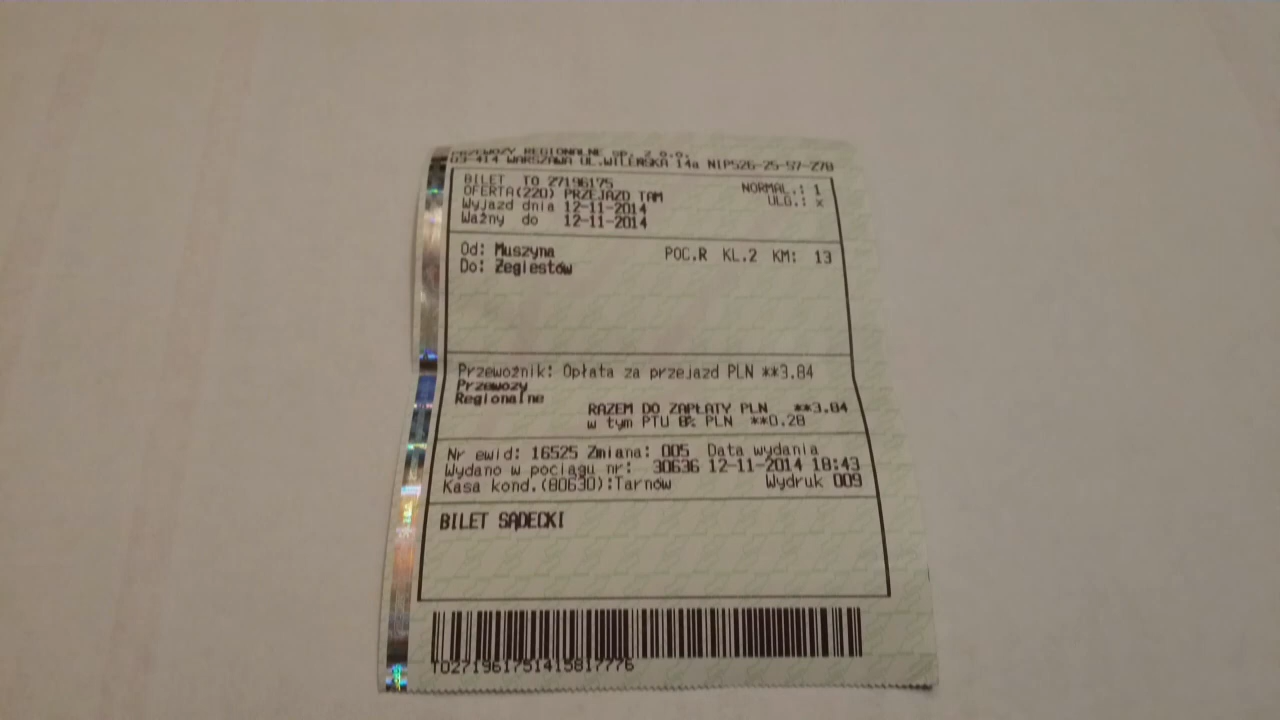 PRZEWOZY REGIONALNE sp. z o.o.
03-414 WARSZAWA UL.WILEŃSKA 14a NIP526-25-57-278
BILET TO 27196175 NORMAL.: 1
OFERTA(220) PRZEJAZD TAM ULG.: x
Wyjazd dnia 12-11-2014
Ważny do 12-11-2014
Od: Muszyna POC.R KL.2 KM: 13
Do: Żegiestów
Przewoźnik: Opłata za przejazd PLN **3.84
Przewozy
Regionalne
RAZEM DO ZAPŁATY PLN **3.84
w tym PTU 8% PLN **0.28
Nr ewid: 16525 Zmiana: 005 Data wydania
Wydano w pociągu nr: 30636 12-11-2014 18:43
Kasa kond.(80630):Tarnów Wydruk 009
BILET SĄDECKI
TO271961751415817776